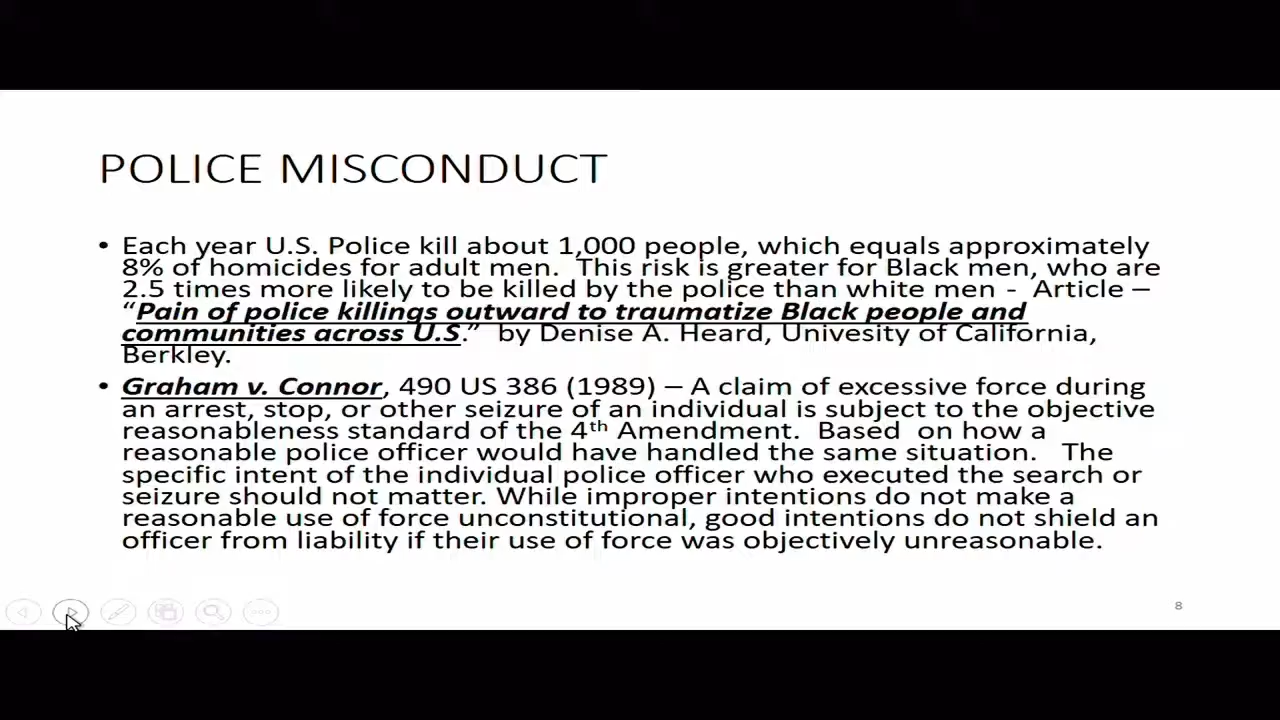 POLICE MISCONDUCT
• Each year U.S. Police kill about 1,000 people, which equals approximately
8% of homicides for adult men.  This risk is greater for Black men, who are
2.5 times more likely to be killed by the police than white men -  Article –
“Pain of police killings outward to traumatize Black people and
communities across U.S.”  by Denise A. Heard, Univesity of California,
Berkley.
• Graham v. Connor, 490 US 386 (1989) – A claim of excessive force during
an arrest, stop, or other seizure of an individual is subject to the objective
reasonableness standard of the 4th Amendment.  Based  on how a
reasonable police officer would have handled the same situation.   The
specific intent of the individual police officer who executed the search or
seizure should not matter. While improper intentions do not make a
reasonable use of force unconstitutional, good intentions do not shield an
officer from liability if their use of force was objectively unreasonable.
8